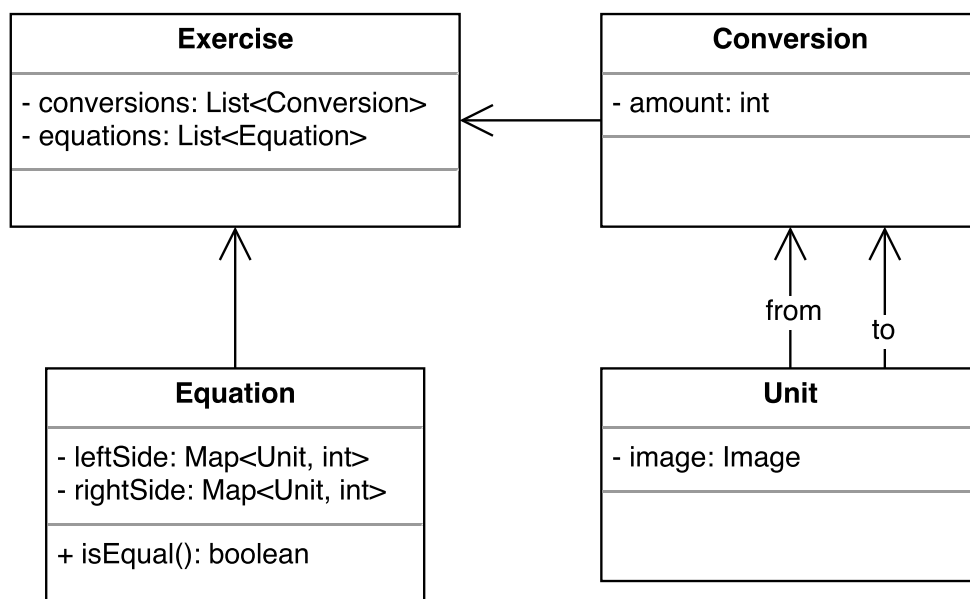 Exercise
- conversions: List<Conversion>
- equations: List<Equation>
Conversion
- amount: int
from
to
Equation
- leftSide: Map<Unit, int>
- rightSide: Map<Unit, int>
+ isEqual(): boolean
Unit
- image: Image